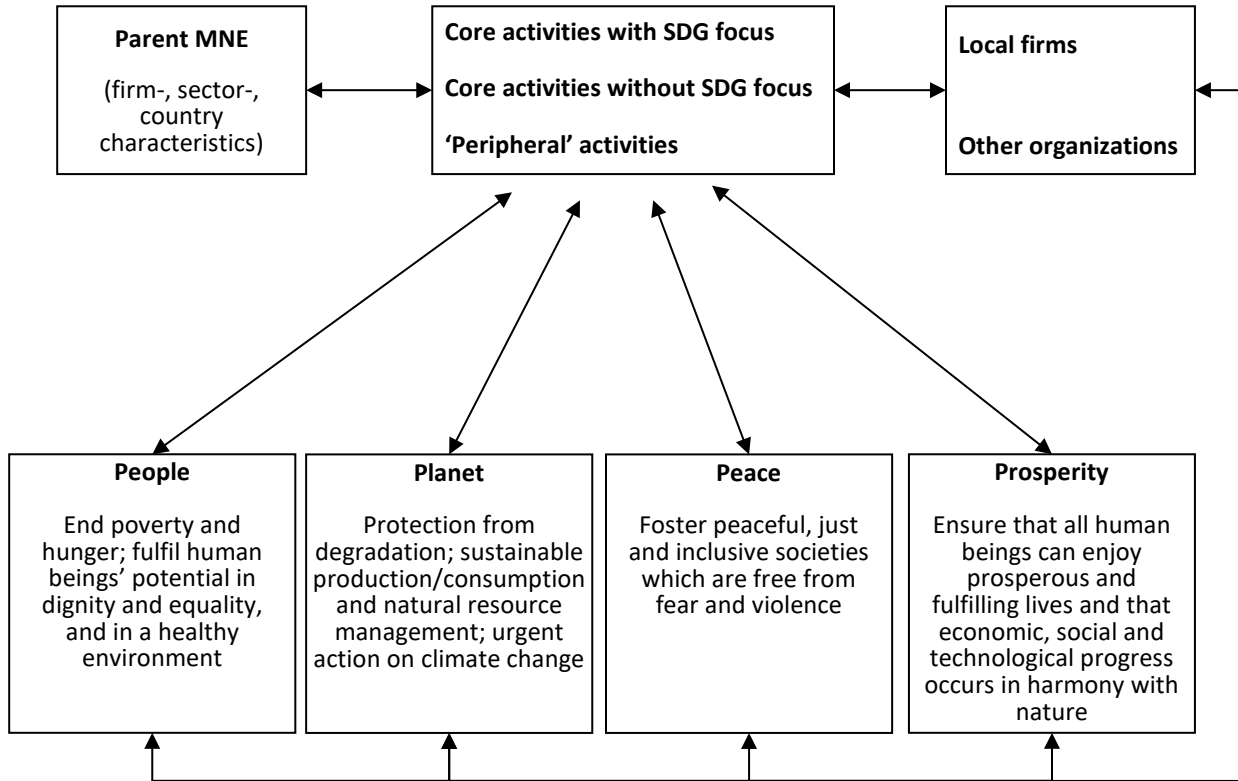 Parent MNE
(firm-, sector-,
country
characteristics)
Core activities with SDG focus
Core activities without SDG focus
‘Peripheral’ activities
Local firms
Other organizations
People
End poverty and
hunger; fulfil human
beings’ potential in
dignity and equality,
and in a healthy
environment
Planet
Protection from
degradation; sustainable
production/consumption
and natural resource
management; urgent
action on climate change
Peace
Foster peaceful, just
and inclusive societies
which are free from
fear and violence
Prosperity
Ensure that all human
beings can enjoy
prosperous and
fulfilling lives and that
economic, social and
technological progress
occurs in harmony with
nature